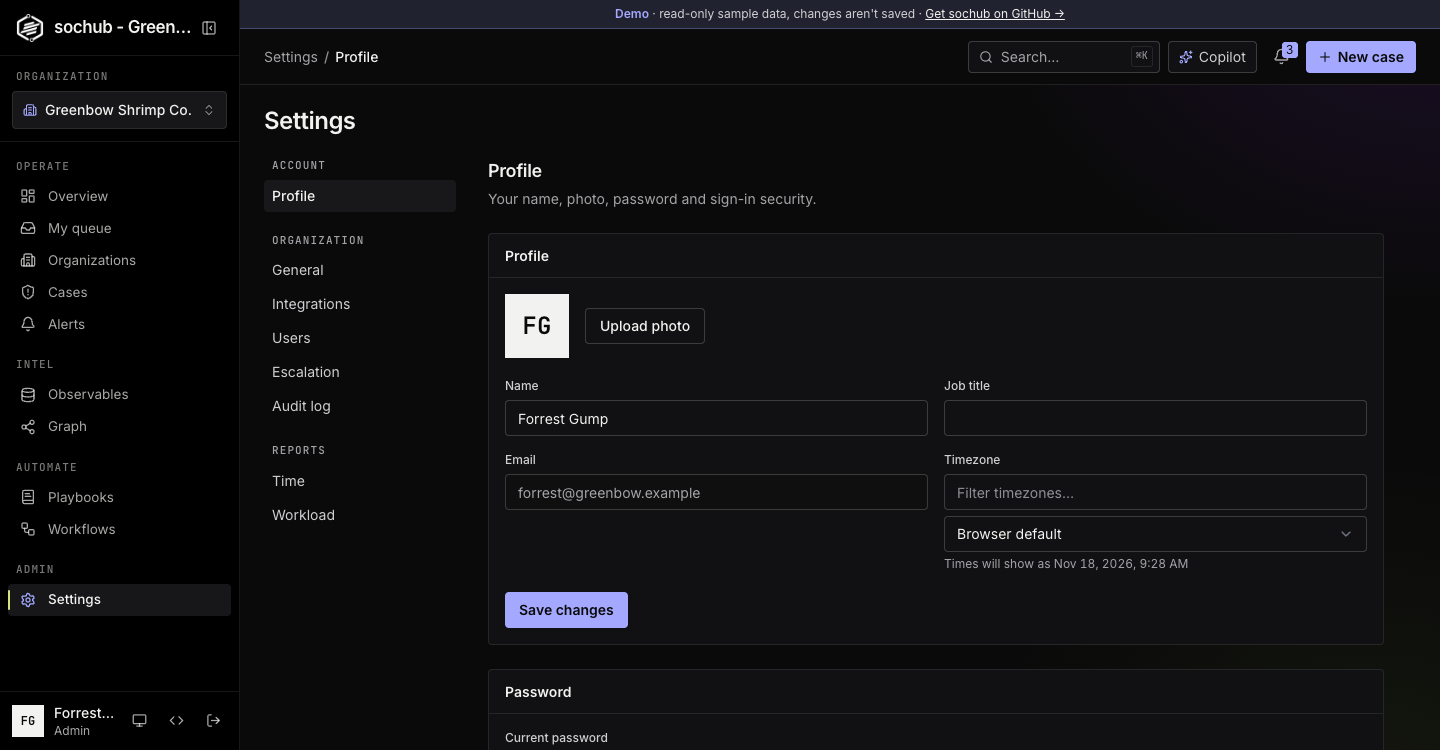 sochub - Green...
Demo · read-only sample data, changes aren't saved · Get sochub on GitHub →
ORGANIZATION
Greenbow Shrimp Co.
OPERATE
Overview
My queue
Organizations
Cases
Alerts
INTEL
Observables
Graph
AUTOMATE
Playbooks
Workflows
ADMIN
Settings
FG
Forrest...
Admin
Settings / Profile
Search...
⌘K
Copilot
3
New case
Settings
ACCOUNT
Profile
ORGANIZATION
General
Integrations
Users
Escalation
Audit log
REPORTS
Time
Workload
Profile
Your name, photo, password and sign-in security.
Profile
FG
Upload photo
Name
Forrest Gump
Job title
Email
forrest@greenbow.example
Timezone
Filter timezones...
Browser default
Times will show as Nov 18, 2026, 9:28 AM
Save changes
Password
Current password